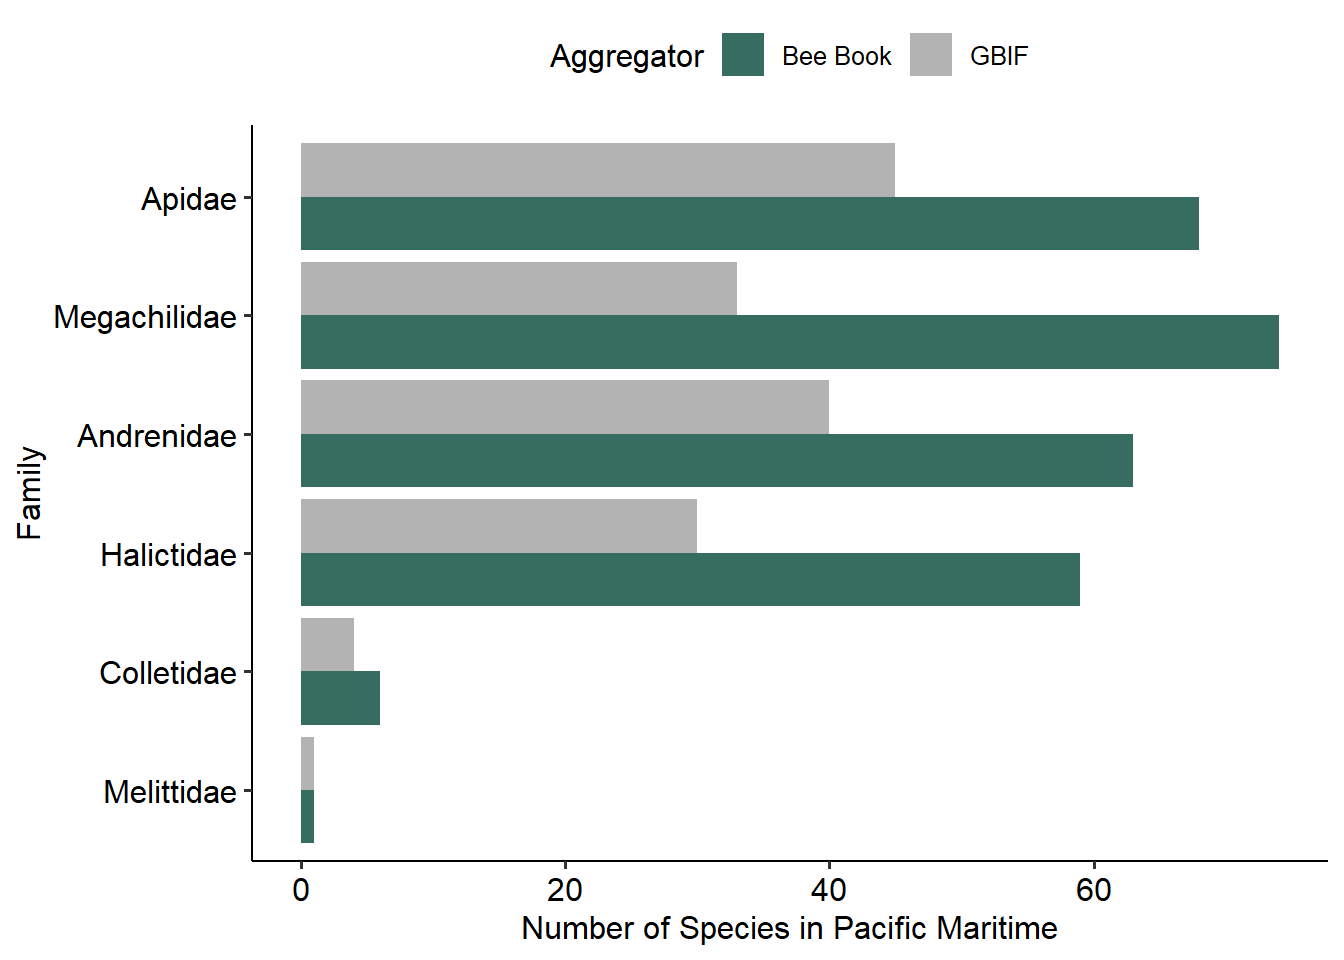 Aggregator Bee Book GBIF
Apidae
Megachilidae
Andrenidae
Halictidae
Colletidae
Melittidae
Family
0 20 40 60
Number of Species in Pacific Maritime